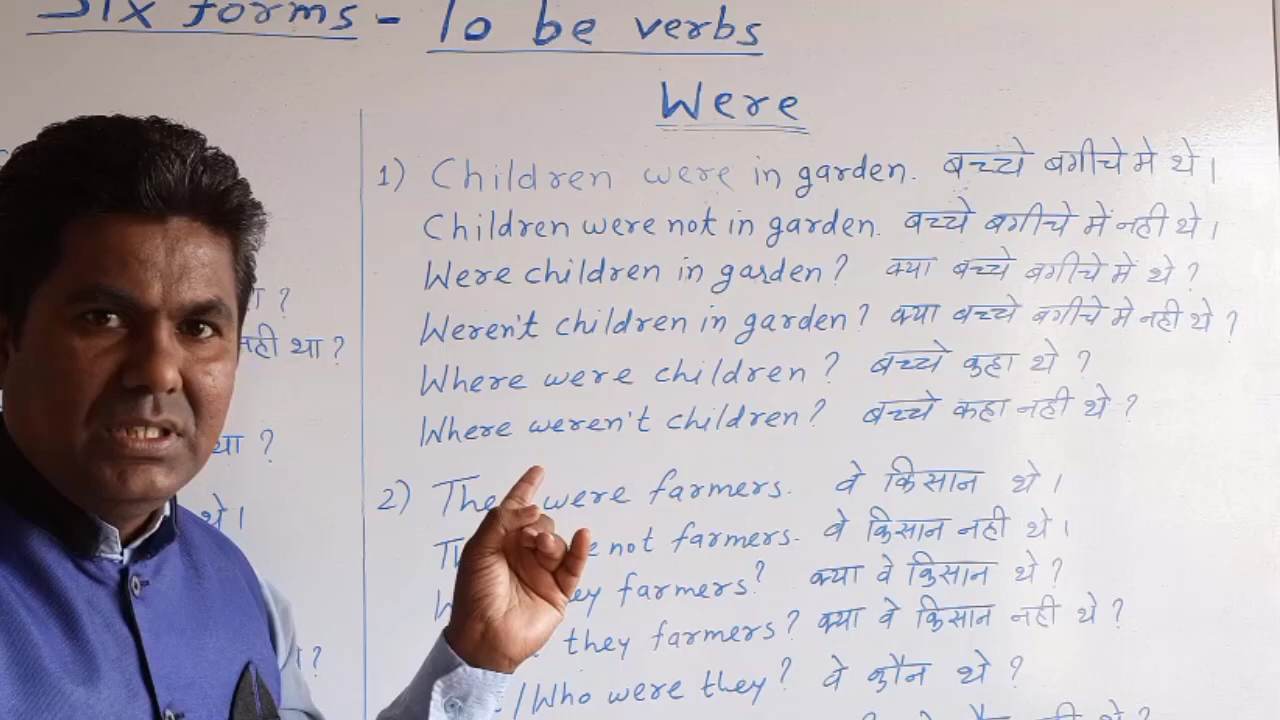 Six forms - To be verbs
Were
1) Children were in garden. बच्चे बगीचे मे थे।
Children were not in garden. बच्चे बगीचे में नही थे।
Were children in garden? क्या बच्चे बगीचे में थे?
Weren't children in garden? क्या बच्चे बगीचे मे नही थे?
Where were children? बच्चे कुहा थे?
Where weren't children? बच्चे कहा नही थे?
2) They were farmers. वे किसान थे।
not farmers. वे किसान नही थे।
farmers? क्या वे किसान थे?
they farmers? क्या वे किसान नही थे?
/Who were they? वे कौन थे?
?
नही था?
था?
थे।
?